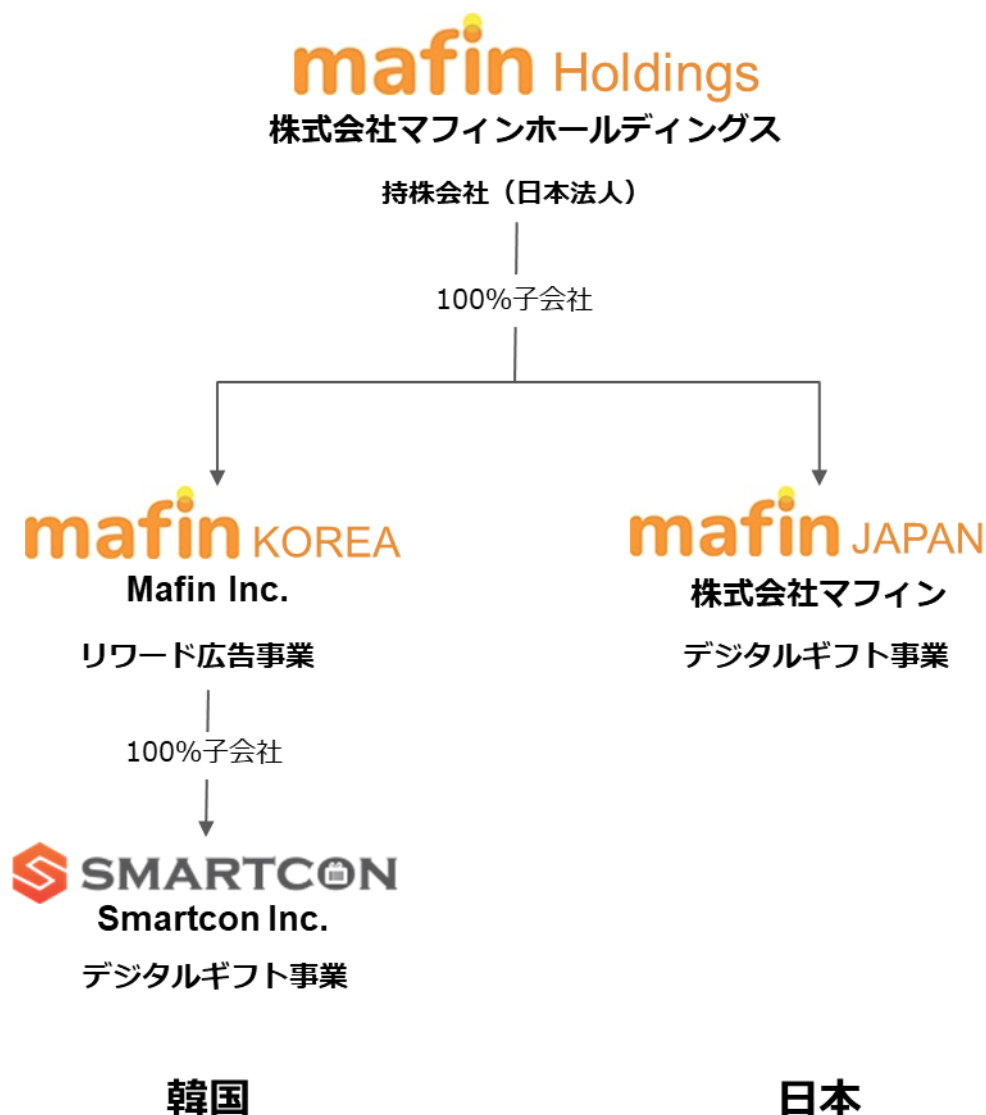 mafin Holdings
株式会社マフィンホールディングス
持株会社（日本法人）
100%子会社
mafin KOREA
Mafin Inc.
リワード広告事業
100%子会社
SMARTCON
Smartcon Inc.
デジタルギフト事業
韓国
mafin JAPAN
株式会社マフィン
デジタルギフト事業
日本